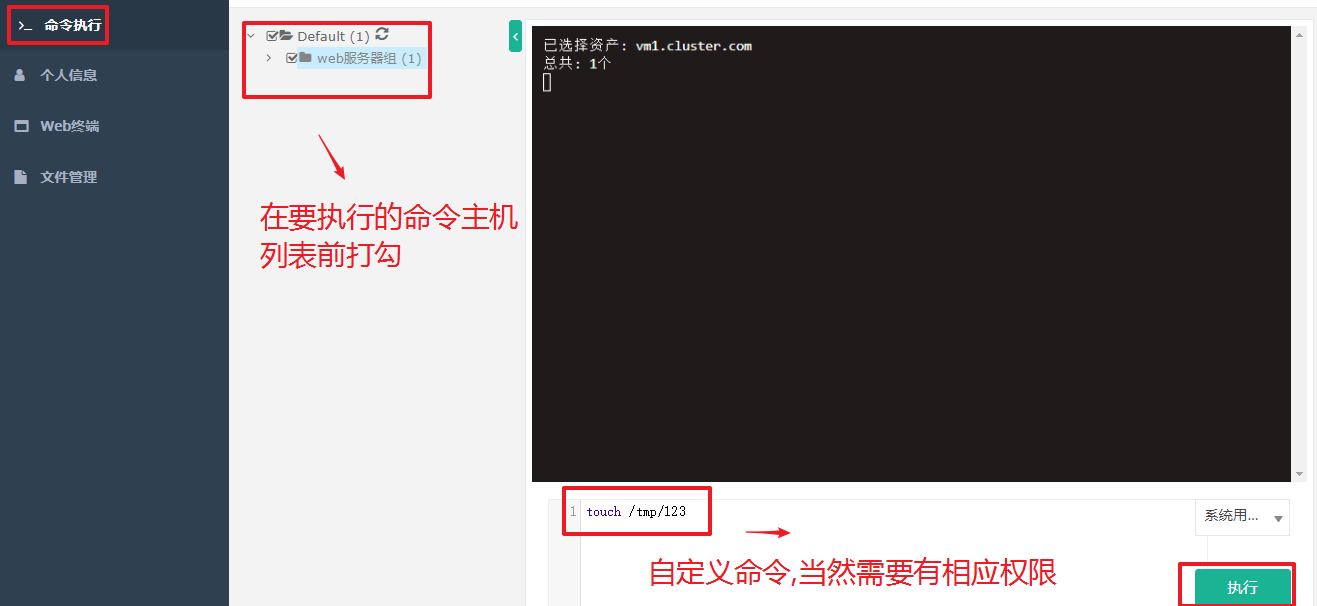 命令执行
个人信息
Web终端
文件管理
Default (1)
web服务器组 (1)
在要执行的命令主机
列表前打勾
已选择资产: vm1.cluster.com
总共: 1个
1 touch /tmp/123
系统用...
自定义命令,当然需要有相应权限
执行